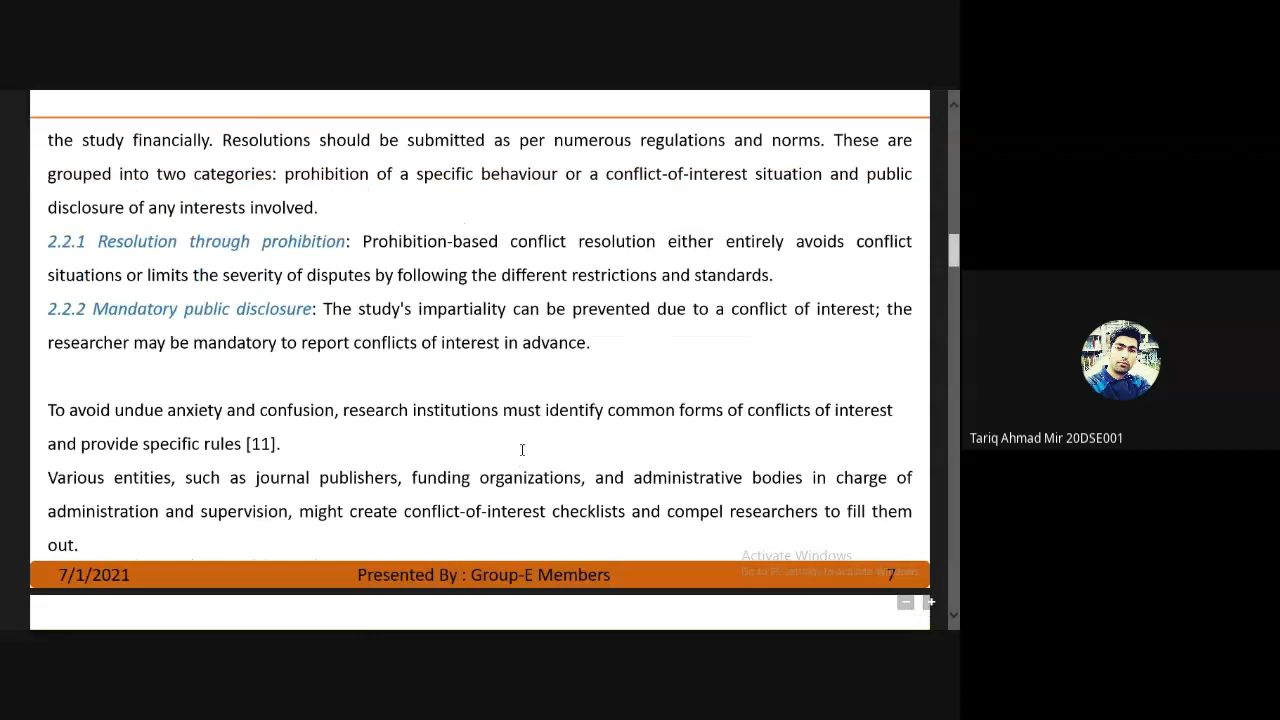 the study financially. Resolutions should be submitted as per numerous regulations and norms. These are
grouped into two categories: prohibition of a specific behaviour or a conflict-of-interest situation and public
disclosure of any interests involved.
2.2.1 Resolution through prohibition: Prohibition-based conflict resolution either entirely avoids conflict
situations or limits the severity of disputes by following the different restrictions and standards.
2.2.2 Mandatory public disclosure: The study's impartiality can be prevented due to a conflict of interest; the
researcher may be mandatory to report conflicts of interest in advance.
To avoid undue anxiety and confusion, research institutions must identify common forms of conflicts of interest
and provide specific rules [11].
Various entities, such as journal publishers, funding organizations, and administrative bodies in charge of
administration and supervision, might create conflict-of-interest checklists and compel researchers to fill them
out.
Activate Windows
Go to PC settings to activate Windows.
7/1/2021 Presented By : Group-E Members 7
Tariq Ahmad Mir 20DSE001